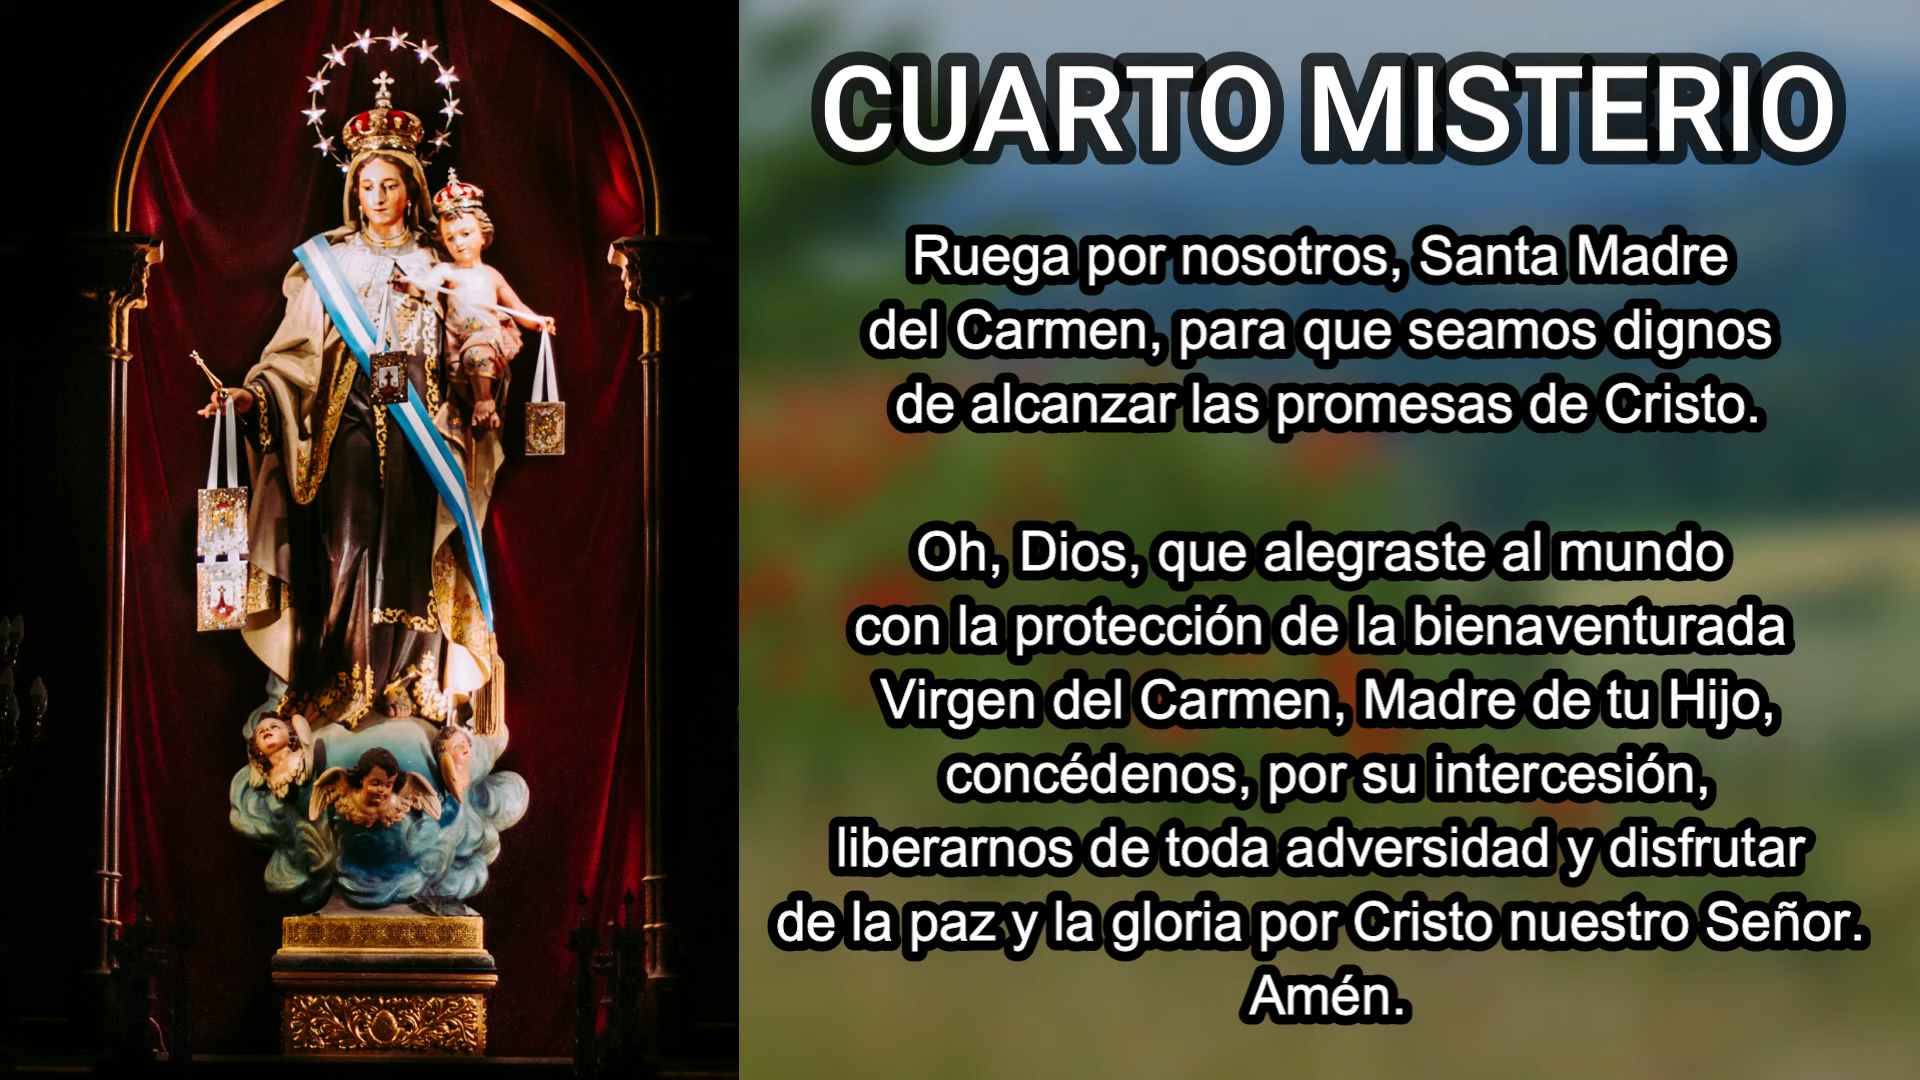 CUARTO MISTERIO
Ruega por nosotros, Santa Madre
del Carmen, para que seamos dignos
de alcanzar las promesas de Cristo.
Oh, Dios, que alegraste al mundo
con la protección de la bienaventurada
Virgen del Carmen, Madre de tu Hijo,
concédenos, por su intercesión,
liberarnos de toda adversidad y disfrutar
de la paz y la gloria por Cristo nuestro Señor.
Amén.